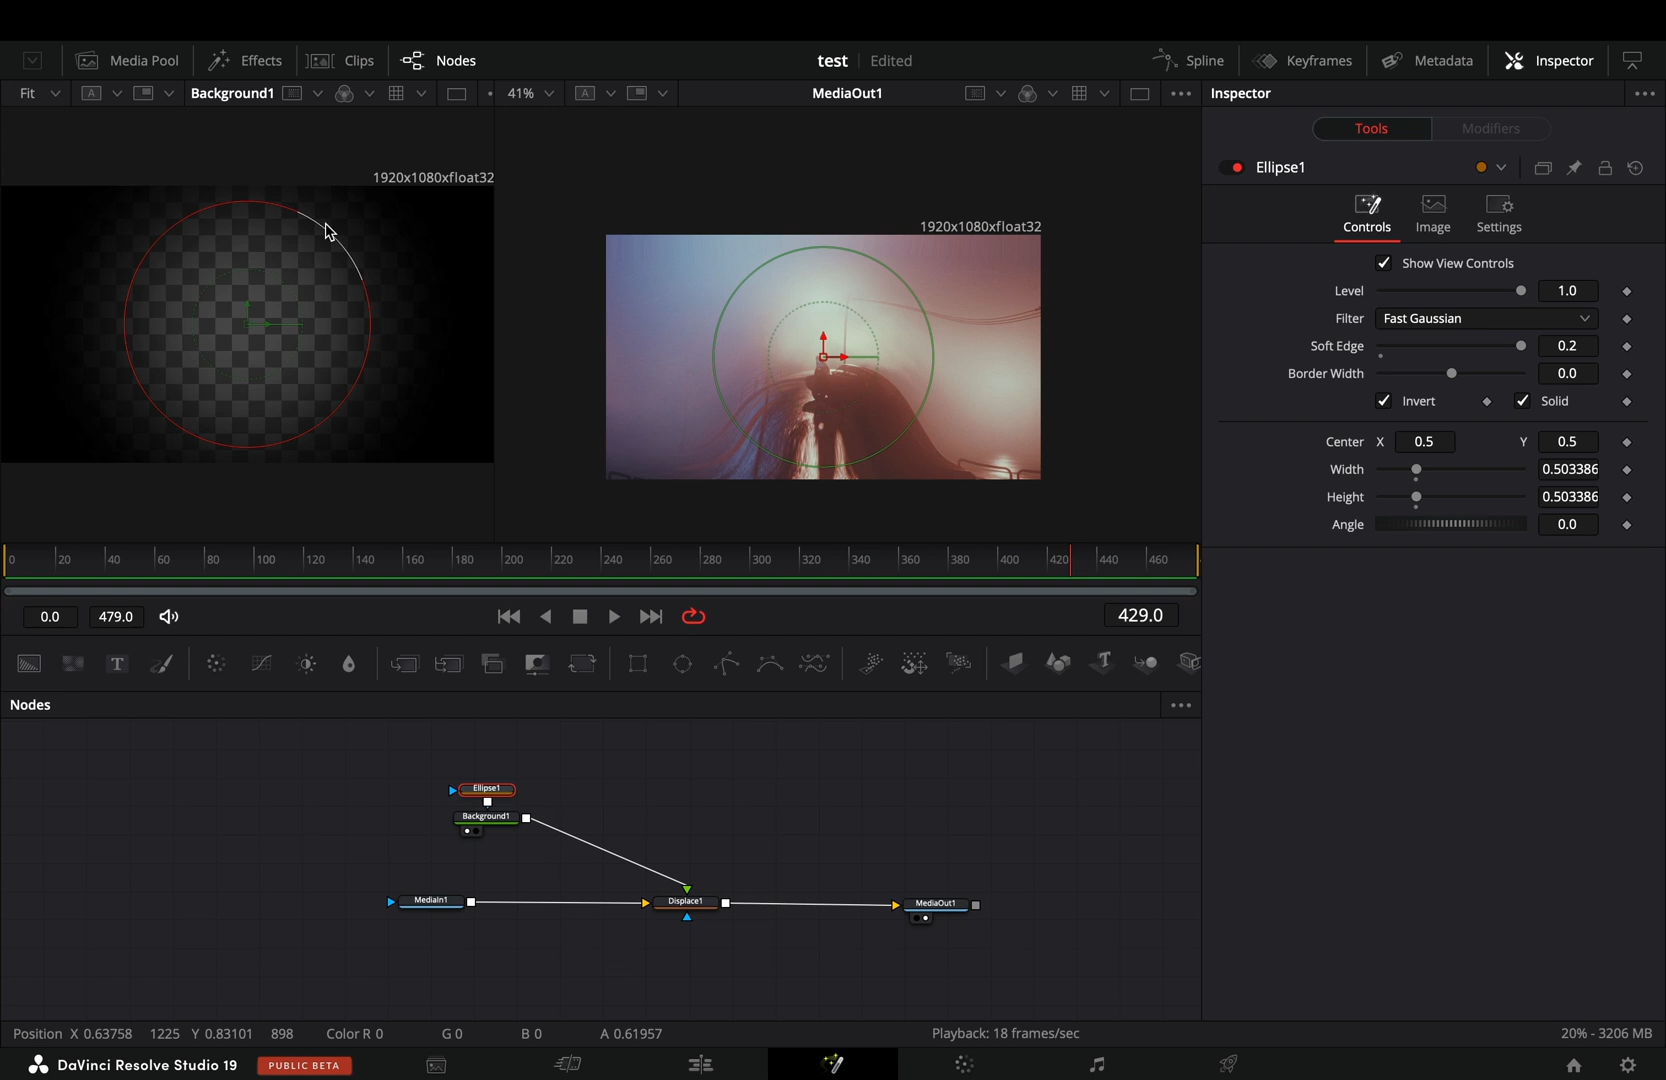 Media Pool Effects Clips Nodes test Edited Spline Keyframes Metadata Inspector
Fit A Background1 41% A MediaOut1 Inspector
Tools Modifiers
1920x1080xfloat32
1920x1080xfloat32
Ellipse1
Controls Image Settings
Show View Controls
Level 1.0
Filter Fast Gaussian
Soft Edge 0.2
Border Width 0.0
Invert Solid
Center X 0.5 Y 0.5
Width 0.503386
Height 0.503386
Angle 0.0
0 20 40 60 80 100 120 140 160 180 200 220 240 260 280 300 320 340 360 380 400 420 440 460
0.0 479.0 429.0
T T
Nodes
Ellipse1
Background1
MediaIn1 Displace1 MediaOut1
Position X 0.63758 1225 Y 0.83101 898 Color R 0 G 0 B 0 A 0.61957 Playback: 18 frames/sec 20% - 3206 MB
DaVinci Resolve Studio 19 PUBLIC BETA